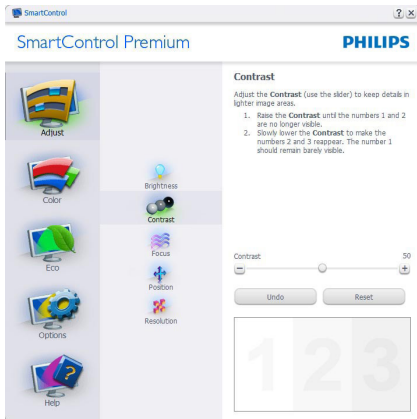 SmartControl
SmartControl Premium
PHILIPS
Adjust
Color
Eco
Options
Help
Brightness
Contrast
Focus
Position
Resolution
Contrast
Adjust the Contrast (use the slider) to keep details in
lighter image areas.
1. Raise the Contrast until the numbers 1 and 2
are no longer visible.
2. Slowly lower the Contrast to make the
numbers 2 and 3 reappear. The number 1
should remain barely visible.
Contrast 50
Undo Reset
1 2 3